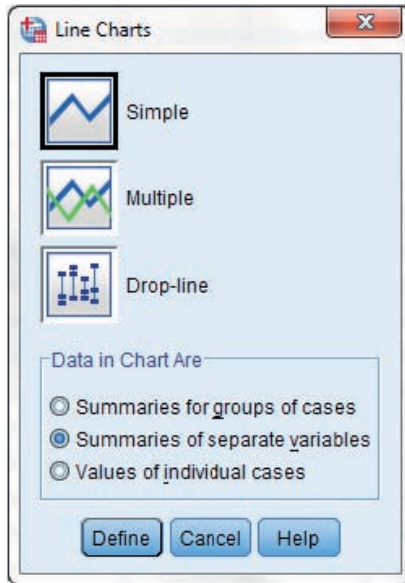 Line Charts
Simple
Multiple
Drop-line
Data in Chart Are
Summaries for groups of cases
Summaries of separate variables
Values of individual cases
Define Cancel Help